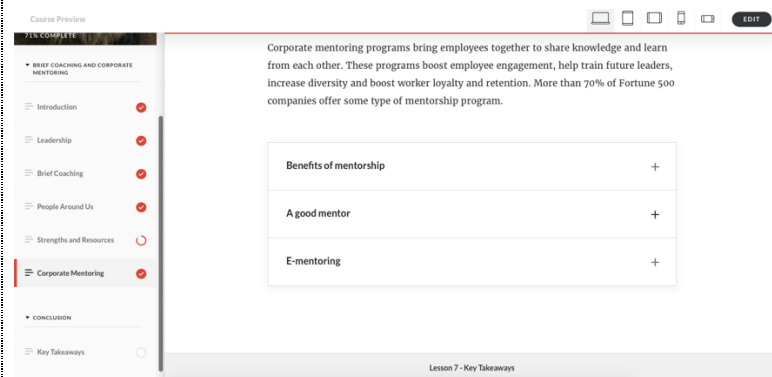 Course Preview
EDIT
71% COMPLETE
BRIEF COACHING AND CORPORATE
MENTORING
Introduction
Leadership
Brief Coaching
People Around Us
Strengths and Resources
Corporate Mentoring
CONCLUSION
Key Takeaways
Corporate mentoring programs bring employees together to share knowledge and learn
from each other. These programs boost employee engagement, help train future leaders,
increase diversity and boost worker loyalty and retention. More than 70% of Fortune 500
companies offer some type of mentorship program.
Benefits of mentorship
A good mentor
E-mentoring
Lesson 7 - Key Takeaways